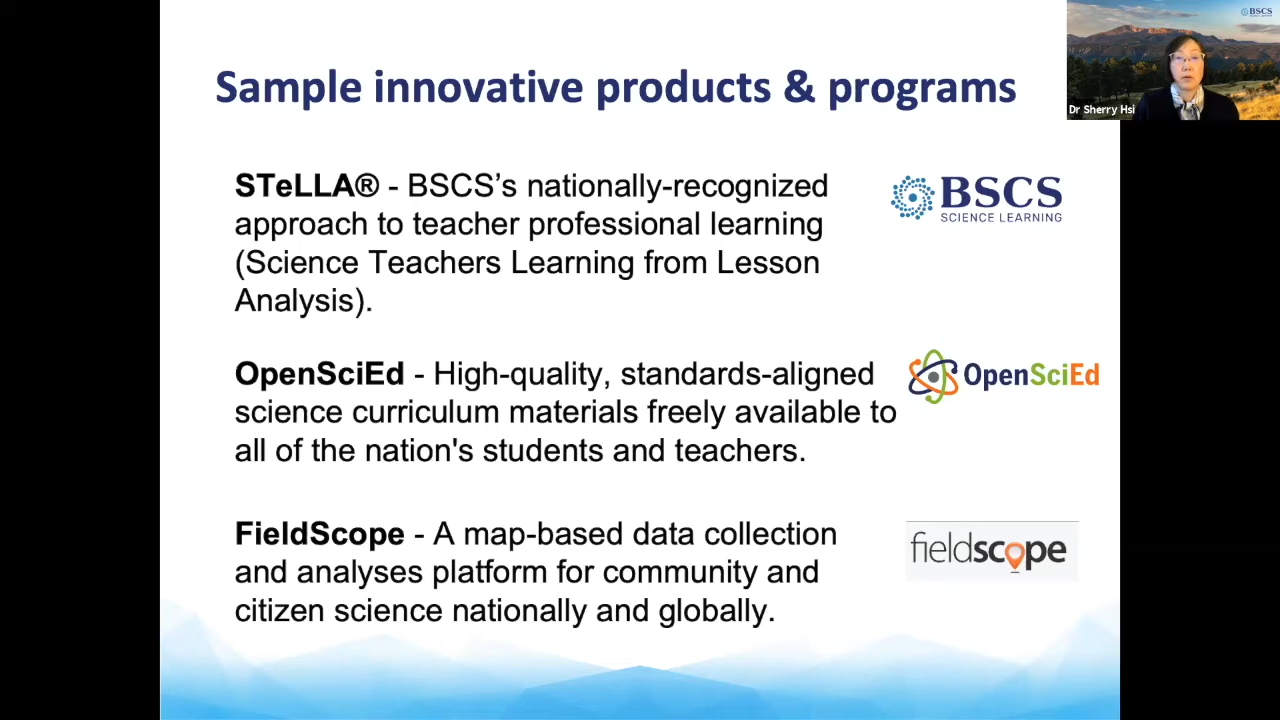 Sample innovative products & programs
BSCS
SCIENCE LEARNING
Dr Sherry Hsi
STeLLA® - BSCS’s nationally-recognized
approach to teacher professional learning
(Science Teachers Learning from Lesson
Analysis).
BSCS
SCIENCE LEARNING
OpenSciEd - High-quality, standards-aligned
science curriculum materials freely available to
all of the nation's students and teachers.
OpenSciEd
FieldScope - A map-based data collection
and analyses platform for community and
citizen science nationally and globally.
fieldscope